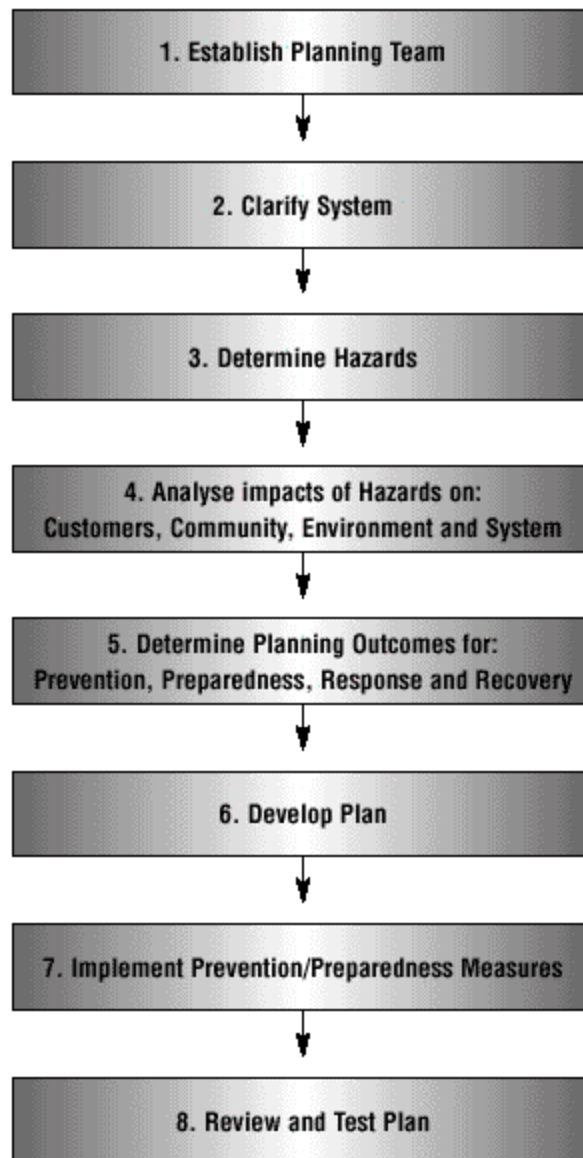 1. Establish Planning Team
2. Clarify System
3. Determine Hazards
4. Analyse impacts of Hazards on:
Customers, Community, Environment and System
5. Determine Planning Outcomes for:
Prevention, Preparedness, Response and Recovery
6. Develop Plan
7. Implement Prevention/Preparedness Measures
8. Review and Test Plan